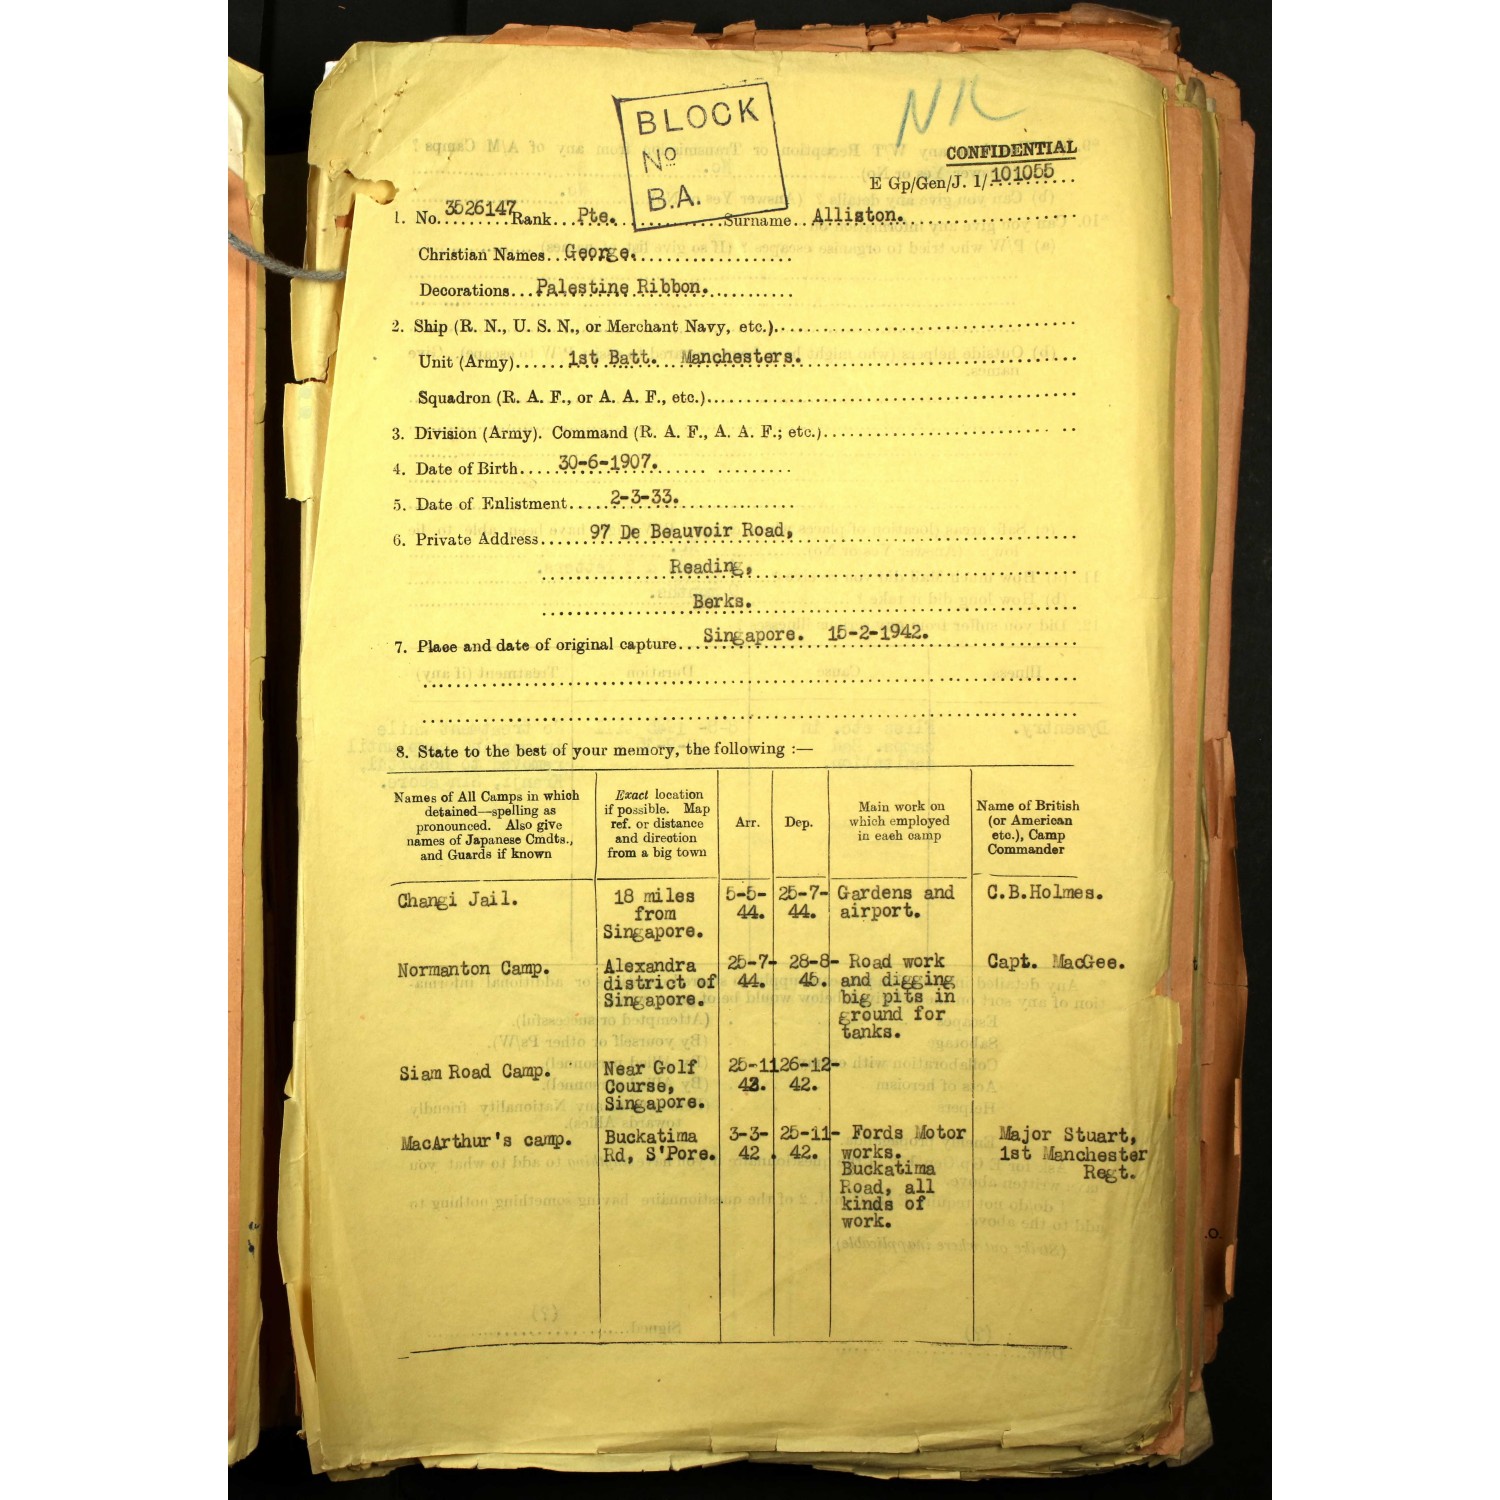 NR
BLOCK
Nº
B.A.
CONFIDENTIAL
E Gp/Gen/J. 1/ 101055
1. No. 3526147 Rank Pte. Surname Alliston.
Christian Names George.
Decorations Palestine Ribbon.
2. Ship (R. N., U. S. N., or Merchant Navy, etc.)
Unit (Army) 1st Batt. Manchesters.
Squadron (R. A. F., or A. A. F., etc.)
3. Division (Army). Command (R. A. F., A. A. F.; etc.)
4. Date of Birth 30-6-1907.
5. Date of Enlistment 2-3-33.
6. Private Address 97 De Beauvoir Road,
Reading,
Berks.
7. Place and date of original capture Singapore. 15-2-1942.
8. State to the best of your memory, the following :—
Names of All Camps in which
detained—spelling as
pronounced. Also give
names of Japanese Cmdts.,
and Guards if known
Exact location
if possible. Map
ref. or distance
and direction
from a big town
Arr.
Dep.
Main work on
which employed
in each camp
Name of British
(or American
etc.), Camp
Commander
Changi Jail.
18 miles
from
Singapore.
5-5-
44.
25-7-
44.
Gardens and
airport.
C.B.Holmes.
Normanton Camp.
Alexandra
district of
Singapore.
25-7-
44.
28-8-
45.
Road work
and digging
big pits in
ground for
tanks.
Capt. MacGee.
Siam Road Camp.
Near Golf
Course,
Singapore.
25-11
26-12-
42.
MacArthur's camp.
Buckatima
Rd, S'Pore.
3-3-
42
25-11-
42.
Fords Motor
works.
Buckatima
Road, all
kinds of
work.
Major Stuart,
1st Manchester
Regt.
.O.